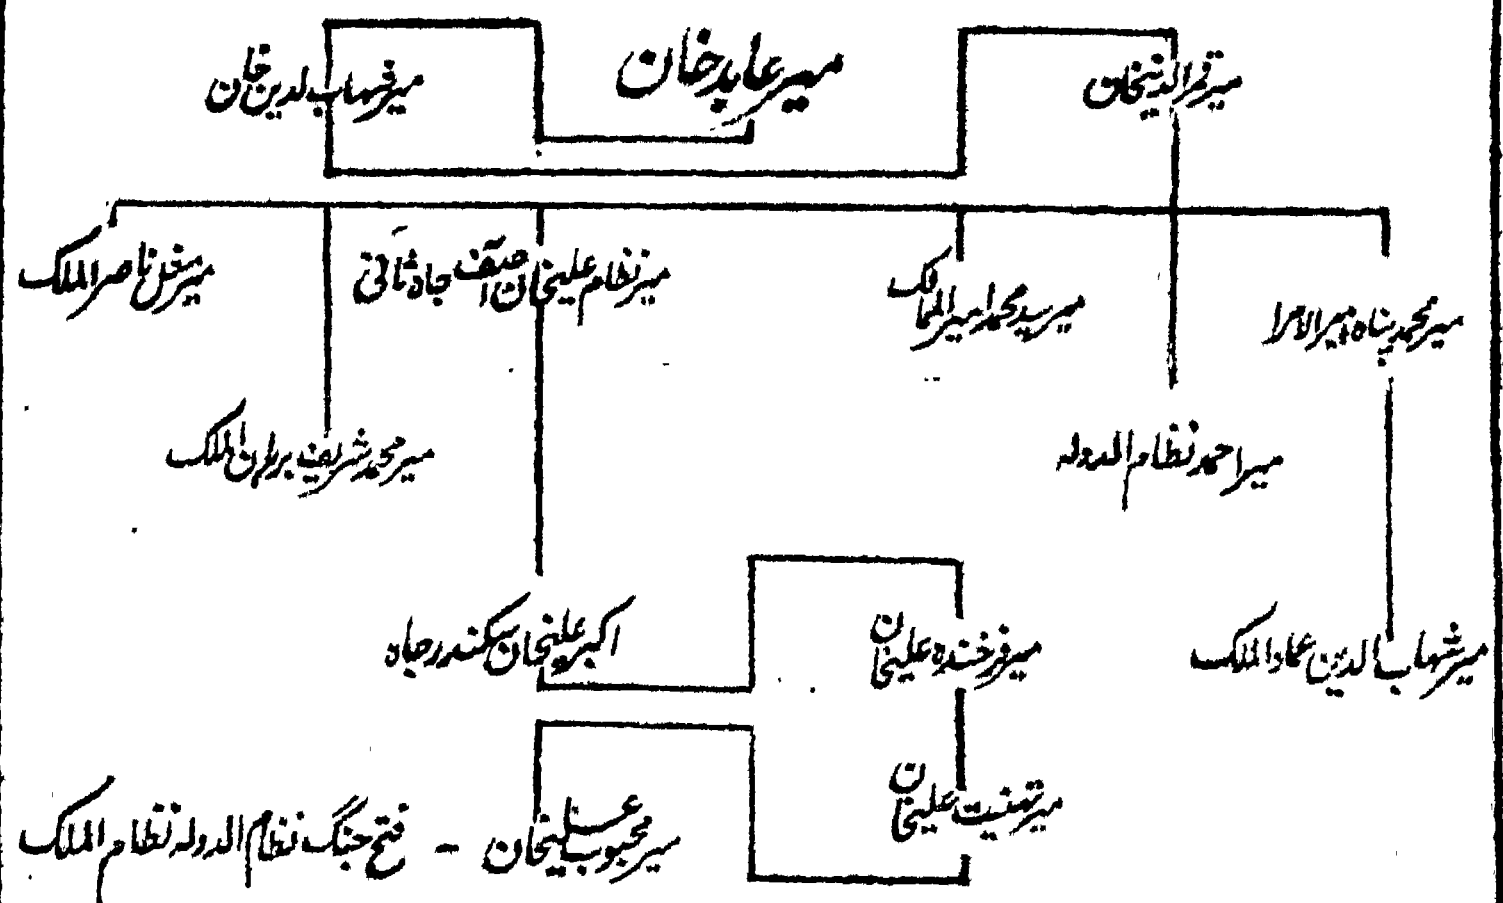 میر قمر الدینخان
میر عابد خان
میر شہاب الدین خان
میر محمد پناہ امیر الامرا
میر سید محمد امیر الممالک
میر نظام علیخان آصف جاہ ثانی
میر مغل ناصر الملک
میر احمد نظام الدولہ
میر محمد شریف برہان الملک
میر شہاب الدین عماد الملک
میر فرخندہ علیخان
اکبر علیخان سکندر جاہ
میر تہنیت علیخان
میر محبوب علیخان - فتح جنگ نظام الدولہ نظام الملک